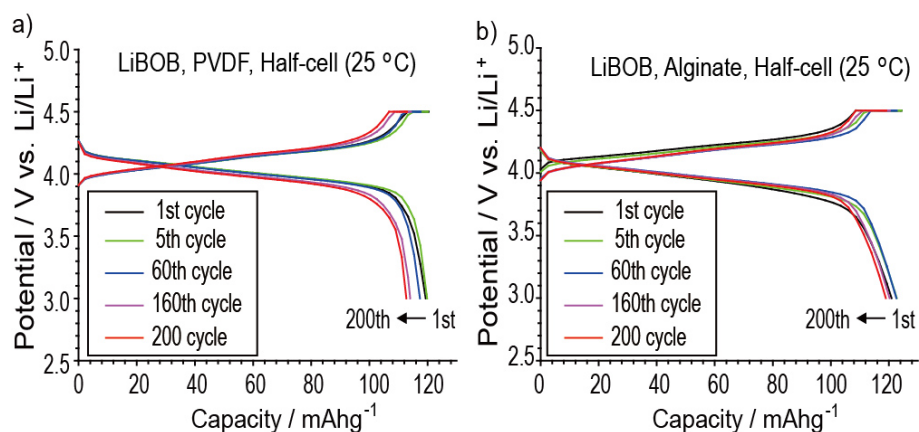 a)
LiBOB, PVDF, Half-cell (25 °C)
Potential / V vs. Li/Li⁺
5.0
4.5
4.0
3.5
3.0
2.5
1st cycle
5th cycle
60th cycle
160th cycle
200 cycle
200th ← 1st
0 20 40 60 80 100 120
Capacity / mAhg⁻¹
b)
LiBOB, Alginate, Half-cell (25 °C)
Potential / V vs. Li/Li⁺
5.0
4.5
4.0
3.5
3.0
2.5
1st cycle
5th cycle
60th cycle
160th cycle
200 cycle
200th ← 1st
0 20 40 60 80 100 120
Capacity / mAhg⁻¹